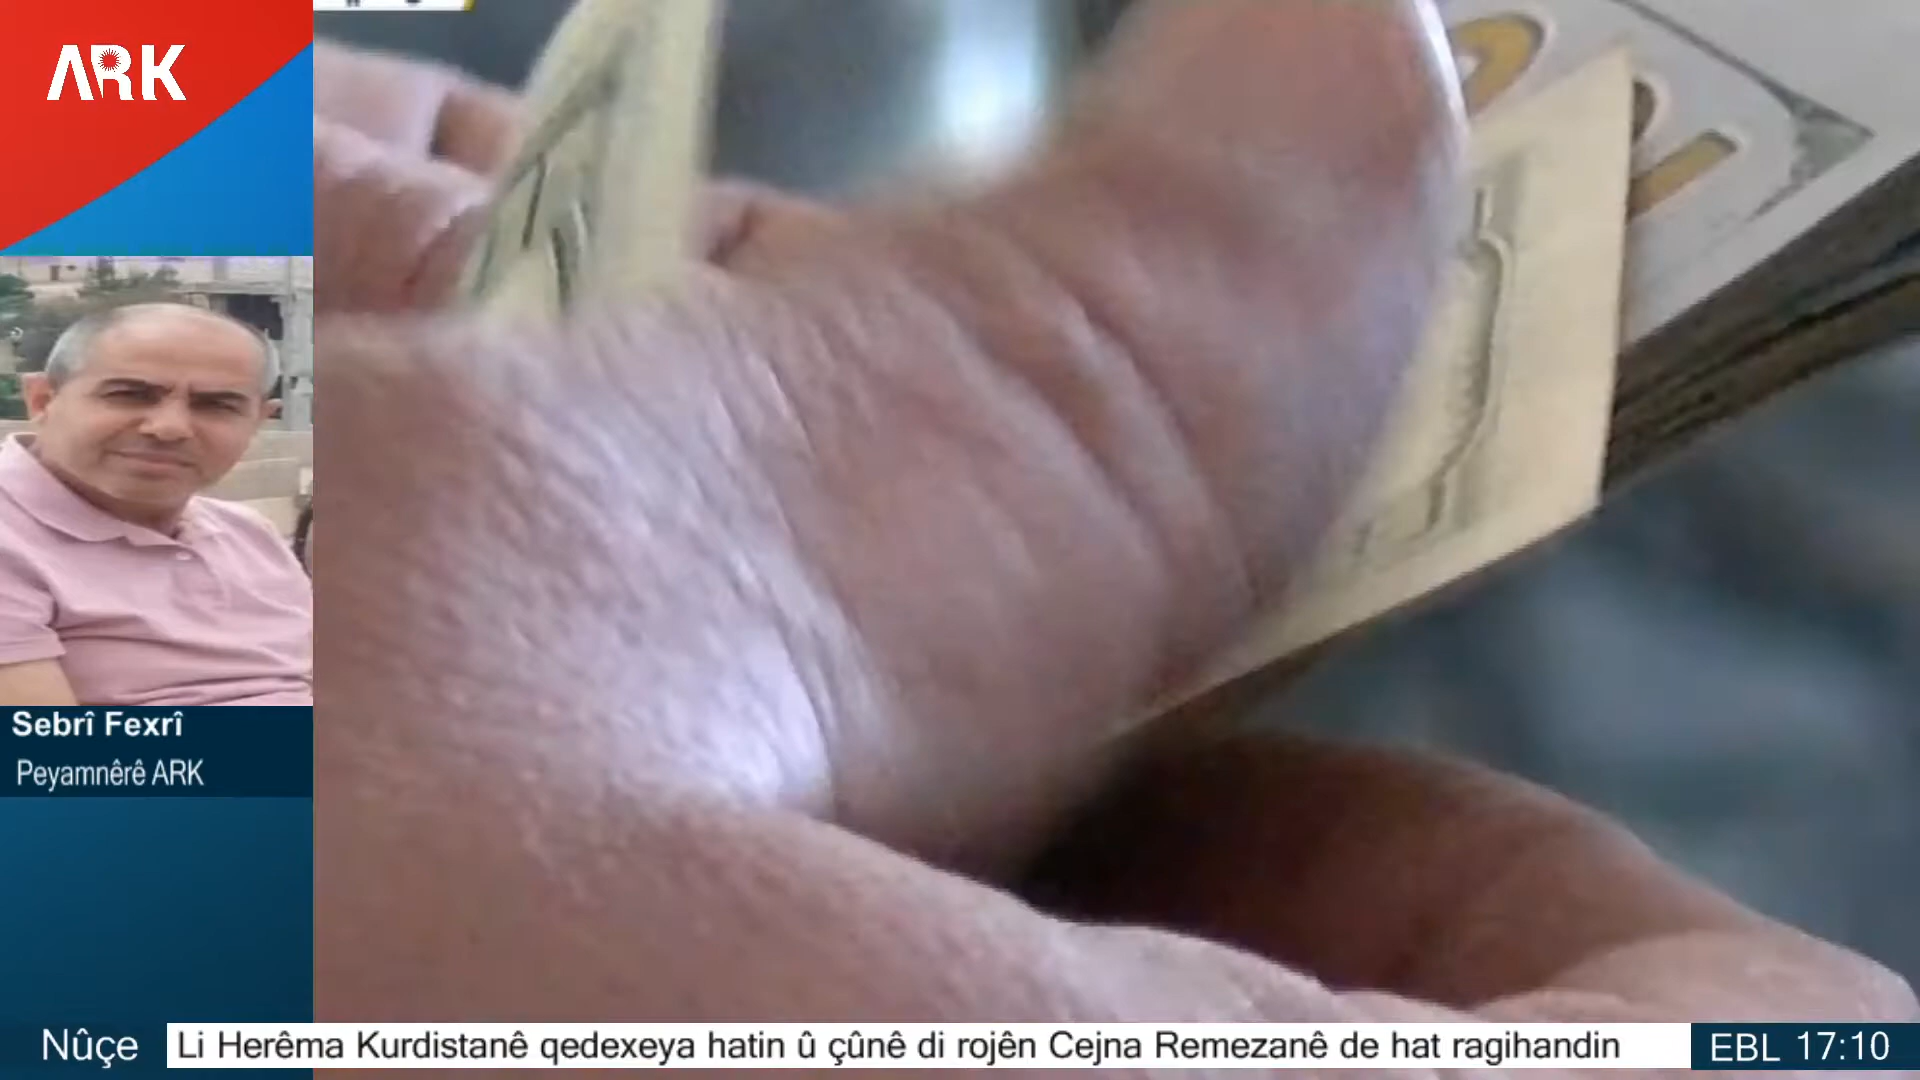 ARK
Sebrî Fexrî
Peyamnêrê ARK
Nûçe
Li Herêma Kurdistanê qedexeya hatin û çûnê di rojên Cejna Remezanê de hat ragihandin
EBL 17:10